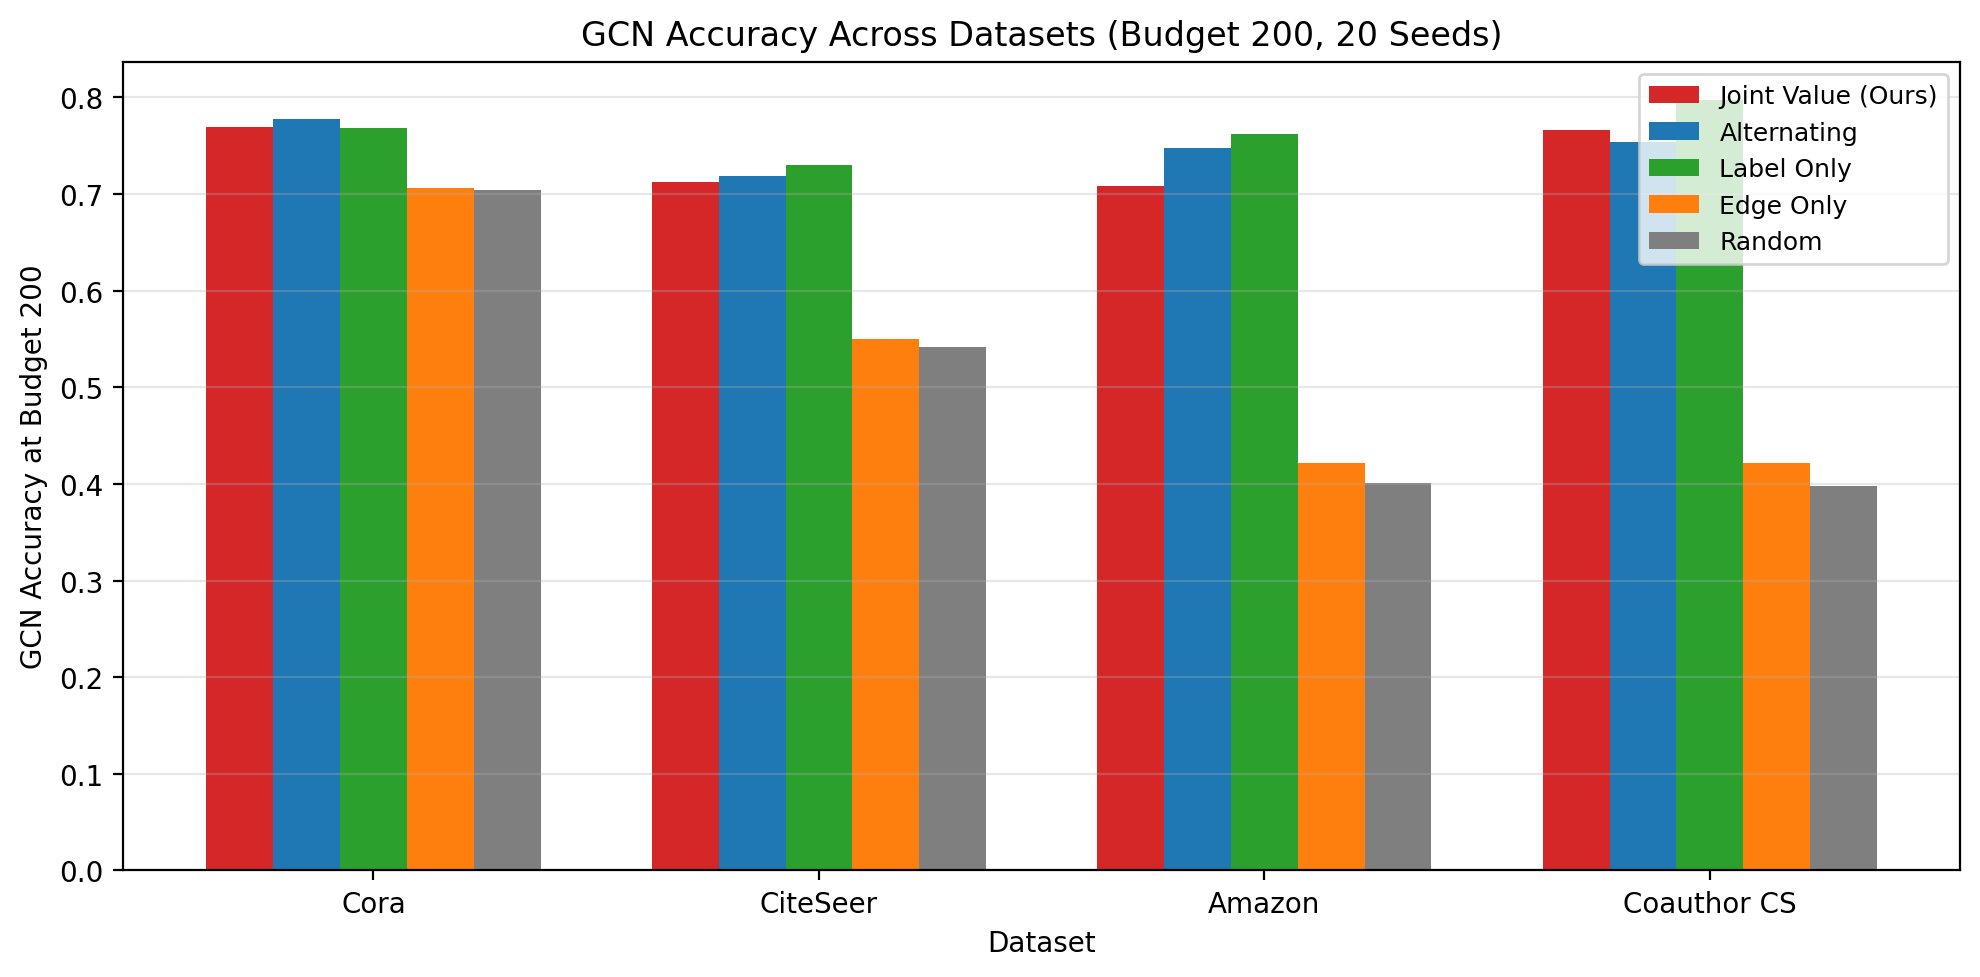 GCN Accuracy Across Datasets (Budget 200, 20 Seeds)
Joint Value (Ours)
Alternating
Label Only
Edge Only
Random
GCN Accuracy at Budget 200
0.8
0.7
0.6
0.5
0.4
0.3
0.2
0.1
0.0
Cora
CiteSeer
Amazon
Coauthor CS
Dataset